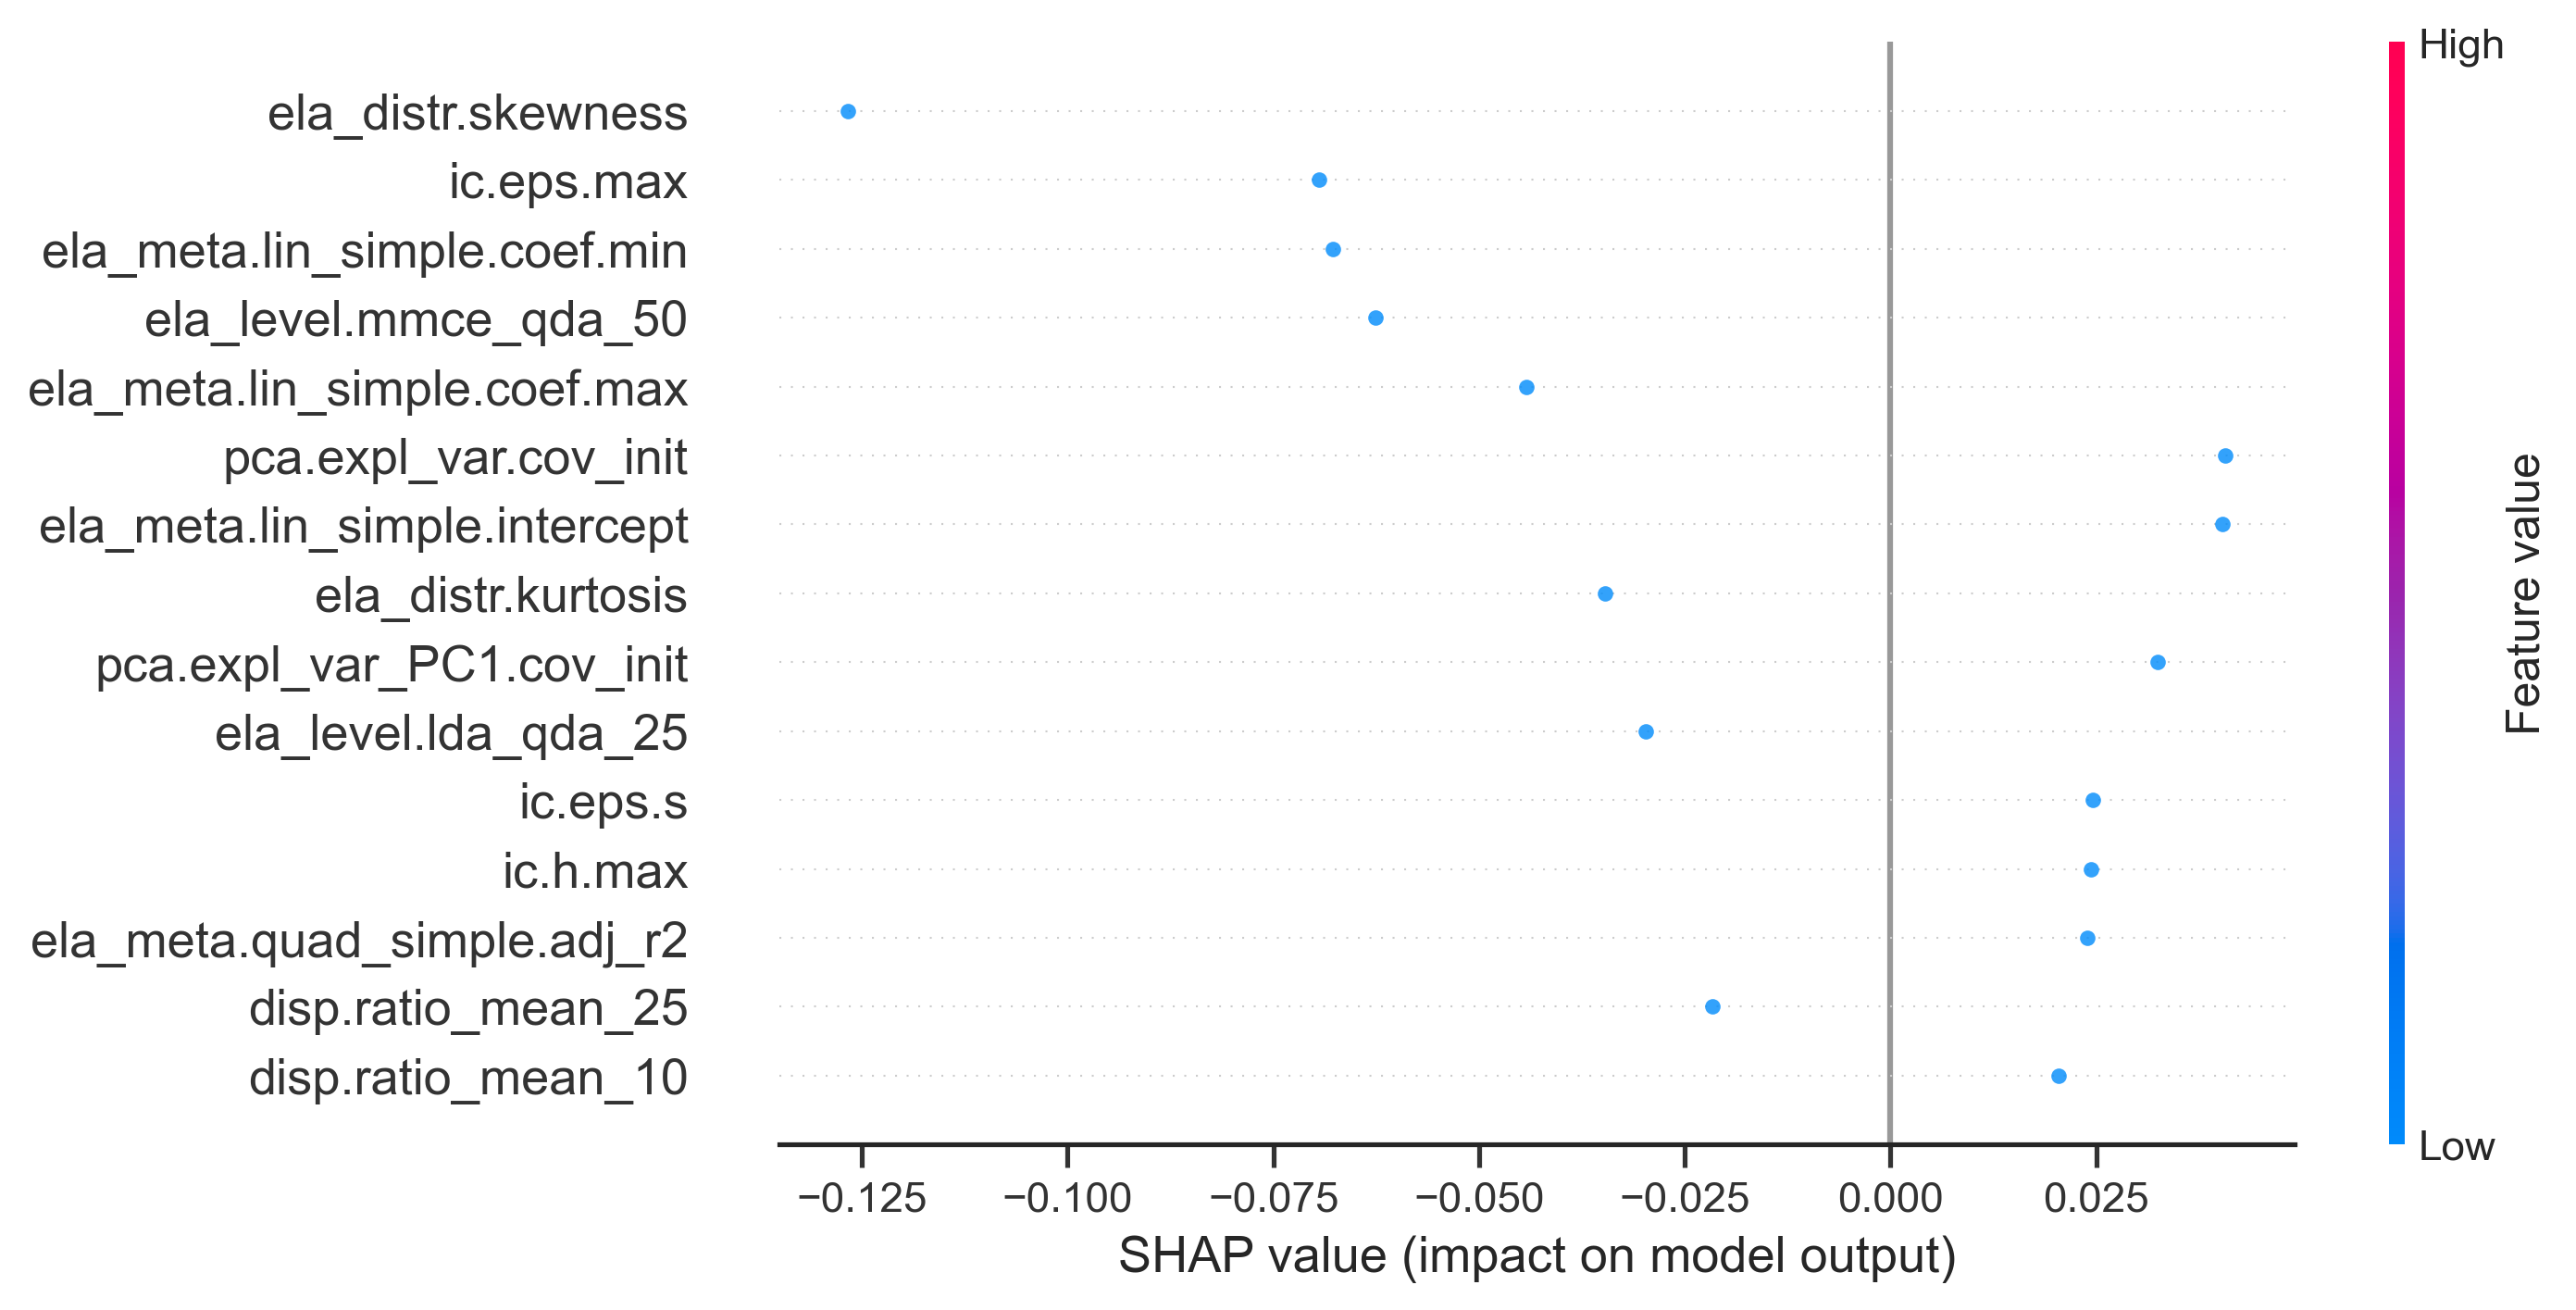 High
ela_distr.skewness
ic.eps.max
ela_meta.lin_simple.coef.min
ela_level.mmce_qda_50
ela_meta.lin_simple.coef.max
pca.expl_var.cov_init
ela_meta.lin_simple.intercept
ela_distr.kurtosis
pca.expl_var_PC1.cov_init
ela_level.lda_qda_25
ic.eps.s
ic.h.max
ela_meta.quad_simple.adj_r2
disp.ratio_mean_25
disp.ratio_mean_10
Feature value
Low
−0.125 −0.100 −0.075 −0.050 −0.025 0.000 0.025
SHAP value (impact on model output)